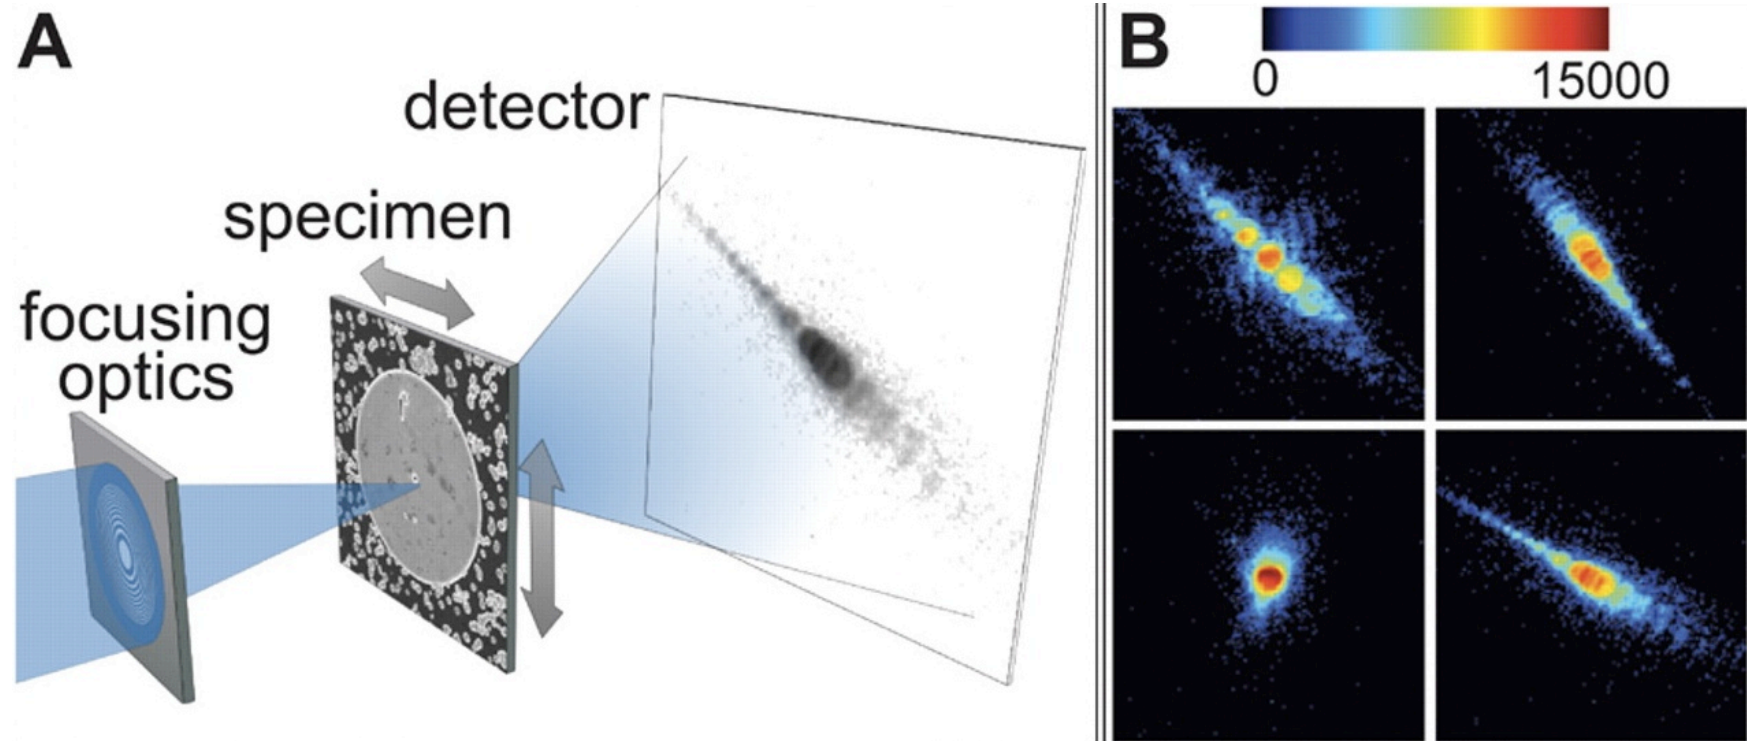 A
detector
specimen
focusing
optics
B
0
15000